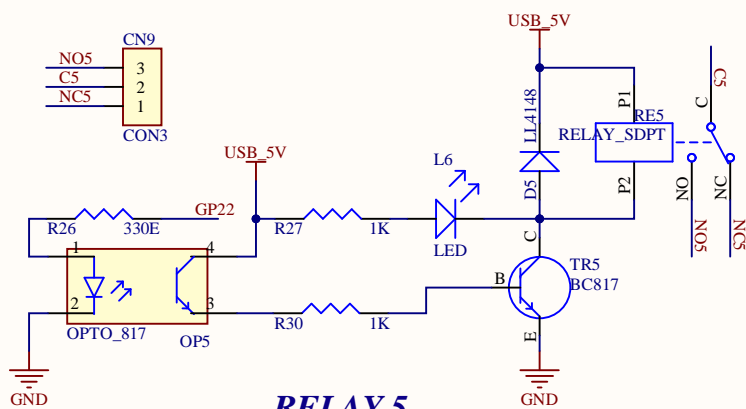 USB_5V
CN9
NO5
3
C5
2
NC5
1
CON3
LL4148
P1
RE5
RELAY_SDPT
C5
C
USB_5V
L6
D5
P2
NO
NC
GP22
R26
330E
R27
1K
LED
NO5
NC5
1
4
C
TR5
BC817
B
2
3
OPTO_817
OP5
R30
1K
E
GND
GND
RELAY 5